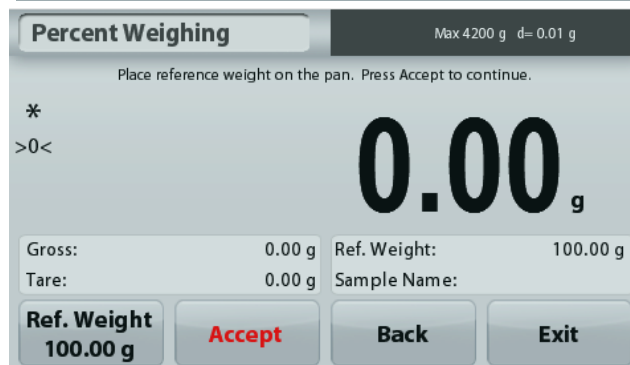 Percent Weighing
Max 4200 g d= 0.01 g
Place reference weight on the pan. Press Accept to continue.
*
>0<
0.00 g
Gross: 0.00 g
Ref. Weight: 100.00 g
Tare: 0.00 g
Sample Name:
Ref. Weight
100.00 g
Accept
Back
Exit